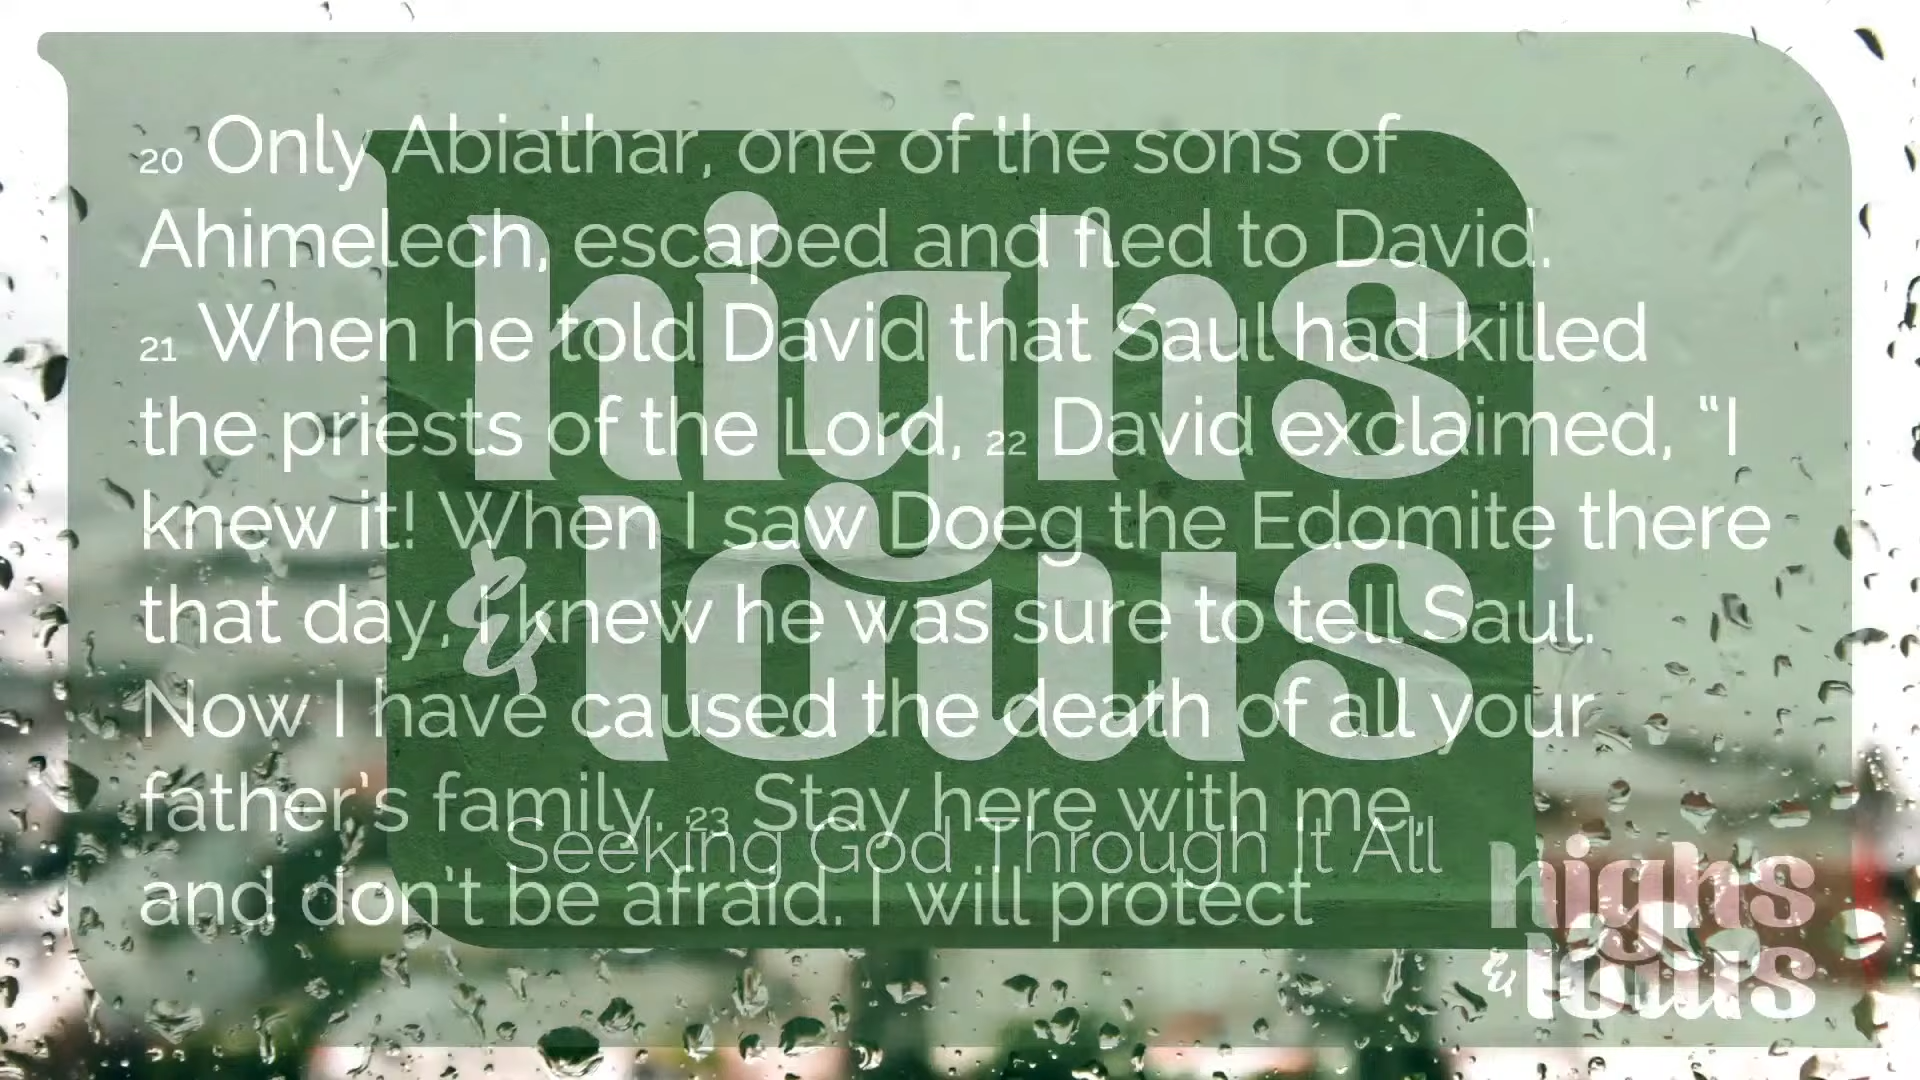 20 Only Abiathar, one of the sons of
Ahimelech, escaped and fled to David.
21 When he told David that Saul had killed
the priests of the Lord, 22 David exclaimed, “I
knew it! When I saw Doeg the Edomite there
that day, I knew he was sure to tell Saul.
Now I have caused the death of all your
father's family. 23 Stay here with me,
and don't be afraid. I will protect
highs
& lows
Seeking God Through It All
highs
& lows